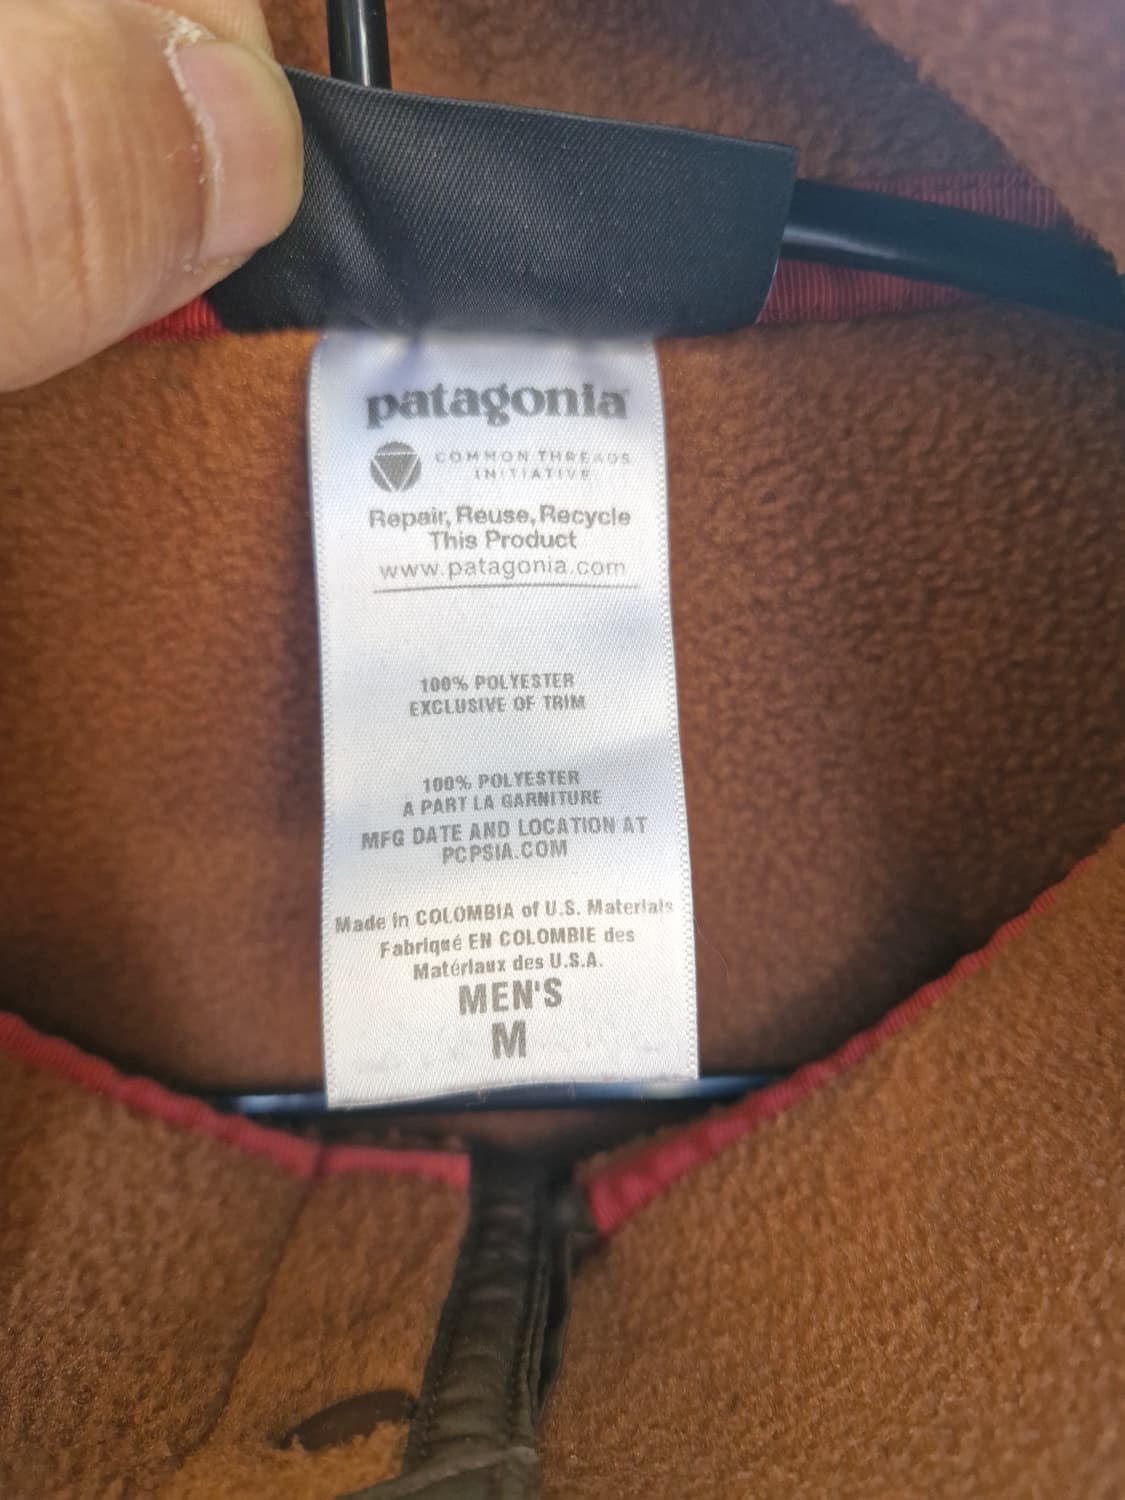 patagonia
COMMON THREADS
INITIATIVE
Repair, Reuse, Recycle
This Product
www.patagonia.com
100% POLYESTER
EXCLUSIVE OF TRIM
100% POLYESTER
A PART LA GARNITURE
MFG DATE AND LOCATION AT
PCPSIA.COM
Made in COLOMBIA of U.S. Materials
Fabriqué EN COLOMBIE des
Matériaux des U.S.A.
MEN'S
M